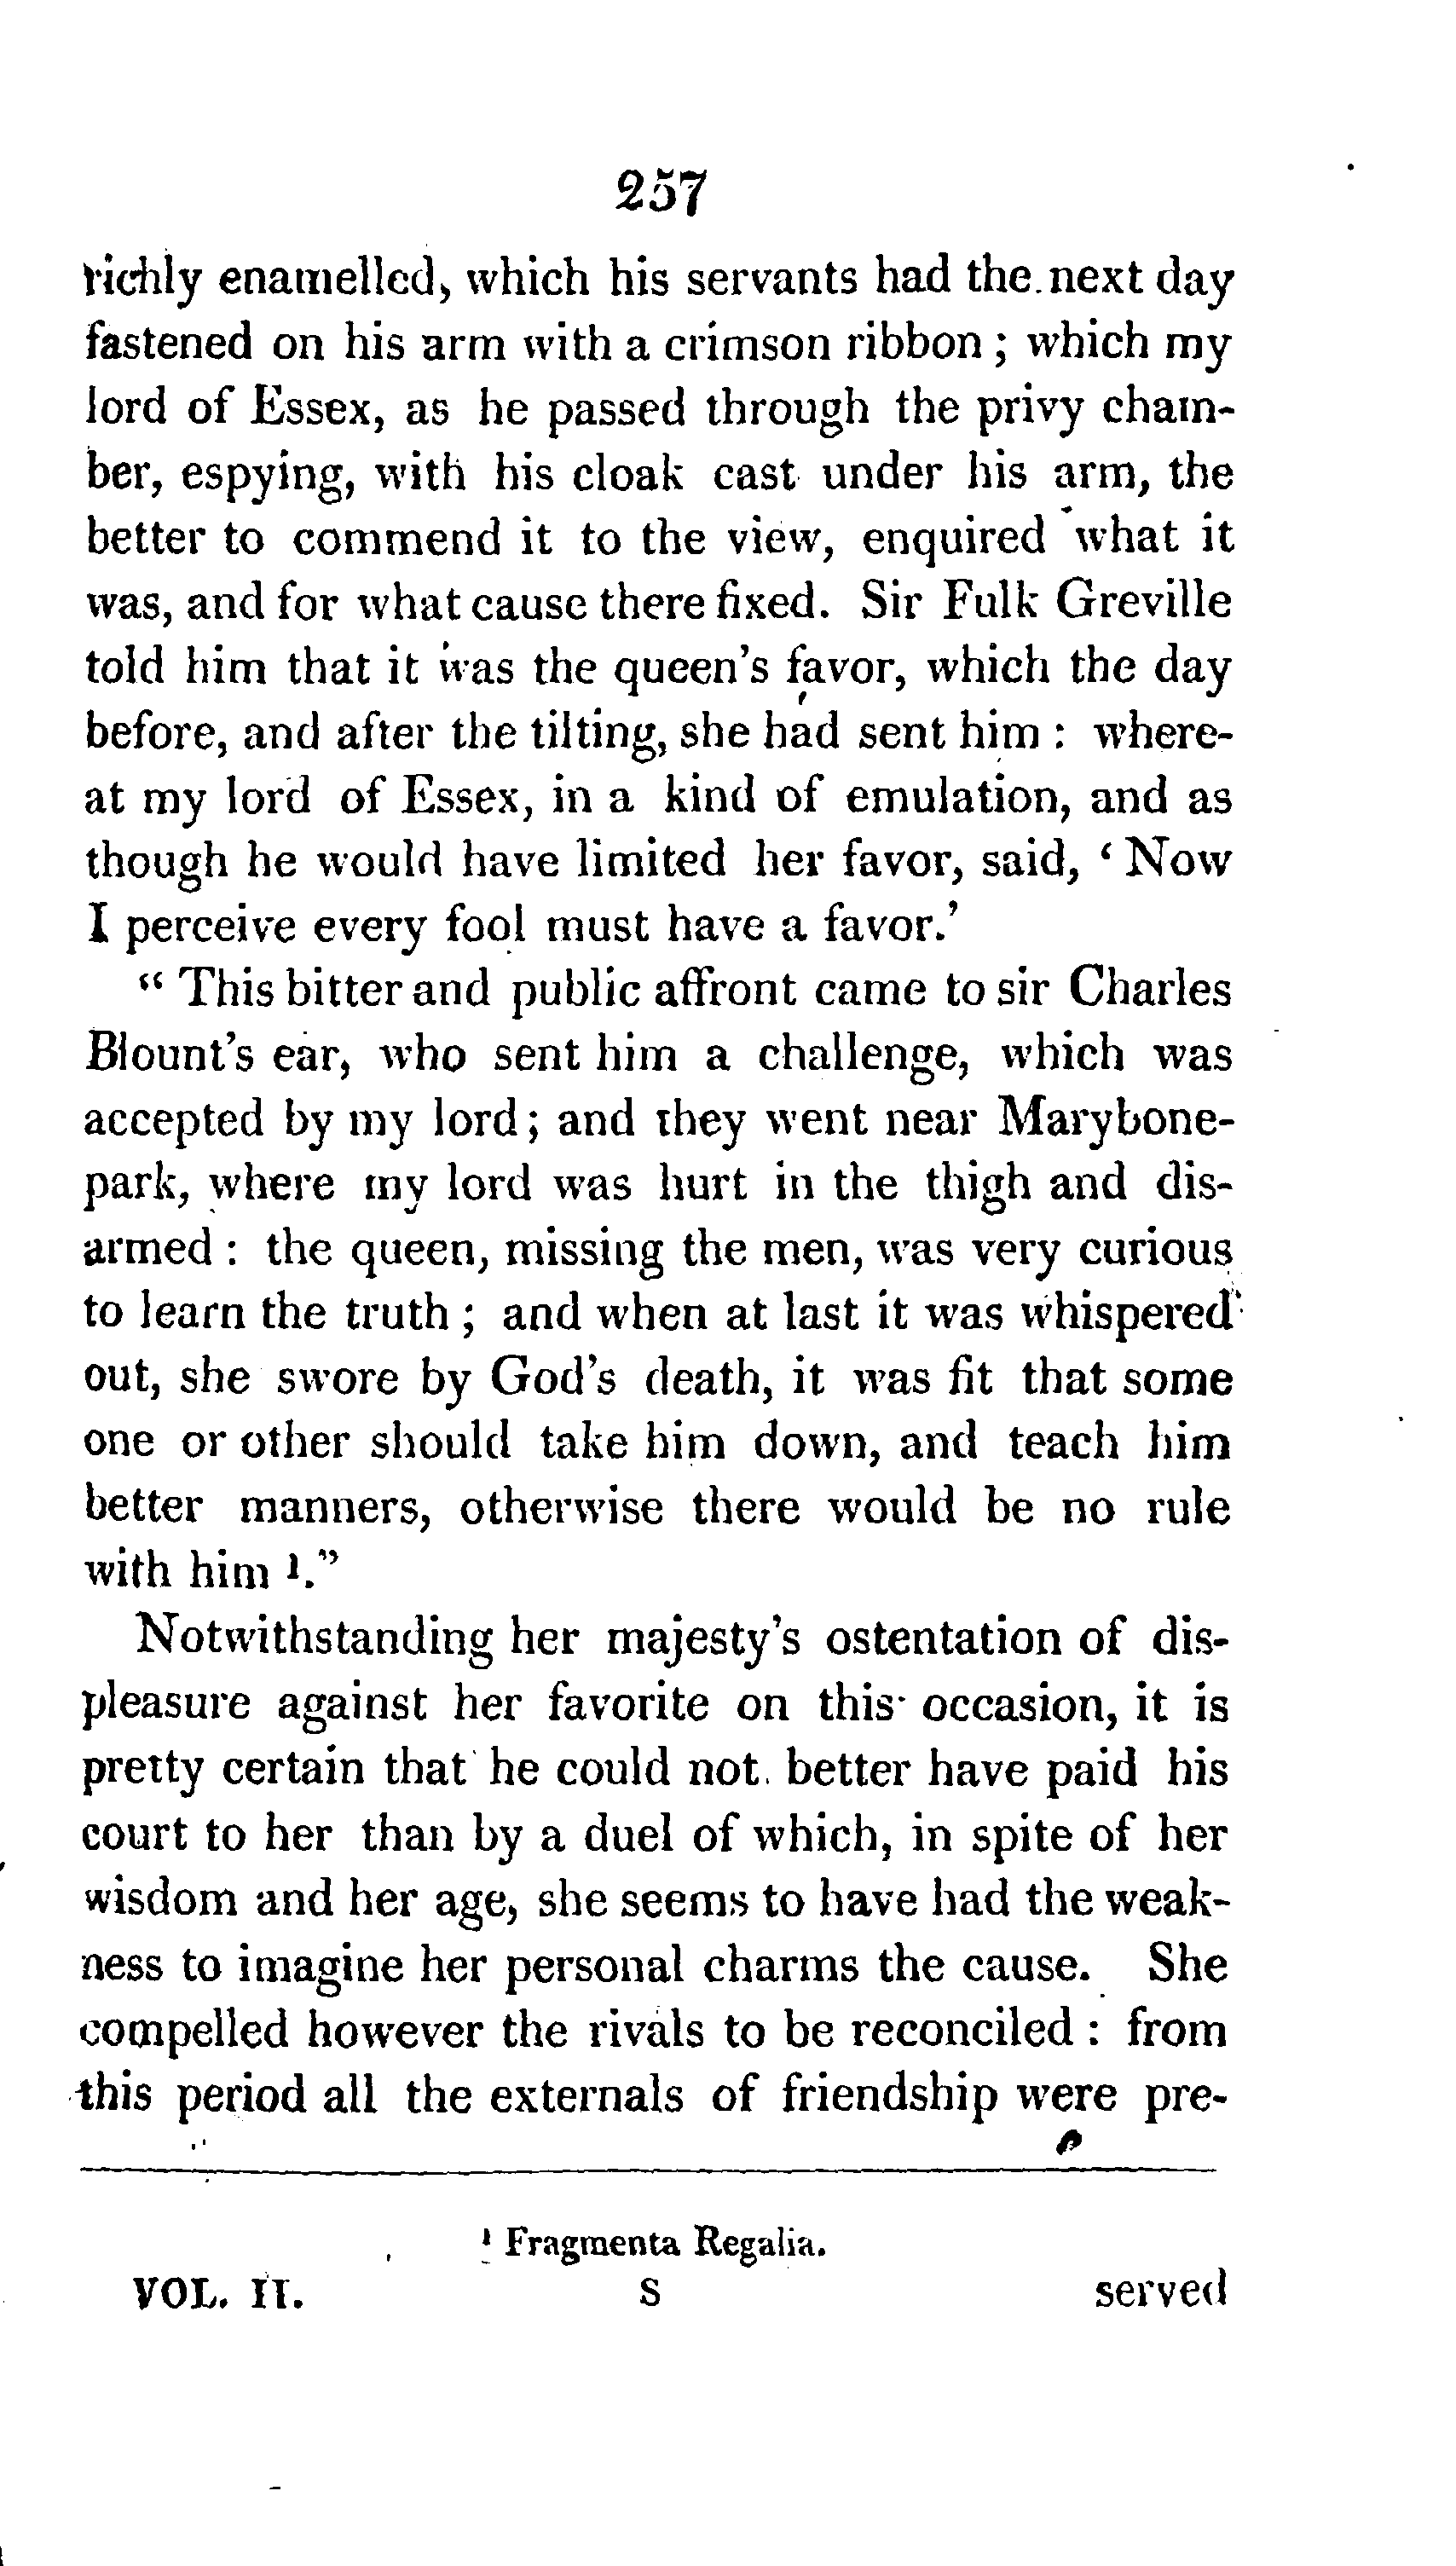 257
richly enamelled, which his servants had the next day
fastened on his arm with a crimson ribbon ; which my
lord of Essex, as he passed through the privy cham-
ber, espying, with his cloak cast under his arm, the
better to commend it to the view, enquired what it
was, and for what cause there fixed. Sir Fulk Greville
told him that it was the queen's favor, which the day
before, and after the tilting, she had sent him : where-
at my lord of Essex, in a kind of emulation, and as
though he would have limited her favor, said, ‘ Now
I perceive every fool must have a favor.’
“ This bitter and public affront came to sir Charles
Blount's ear, who sent him a challenge, which was
accepted by my lord ; and they went near Marybone-
park, where my lord was hurt in the thigh and dis-
armed : the queen, missing the men, was very curious
to learn the truth ; and when at last it was whispered
out, she swore by God's death, it was fit that some
one or other should take him down, and teach him
better manners, otherwise there would be no rule
with him ¹.”
Notwithstanding her majesty's ostentation of dis-
pleasure against her favorite on this occasion, it is
pretty certain that he could not better have paid his
court to her than by a duel of which, in spite of her
wisdom and her age, she seems to have had the weak-
ness to imagine her personal charms the cause. She
compelled however the rivals to be reconciled : from
this period all the externals of friendship were pre-
¹ Fragmenta Regalia.
VOL. II. S served